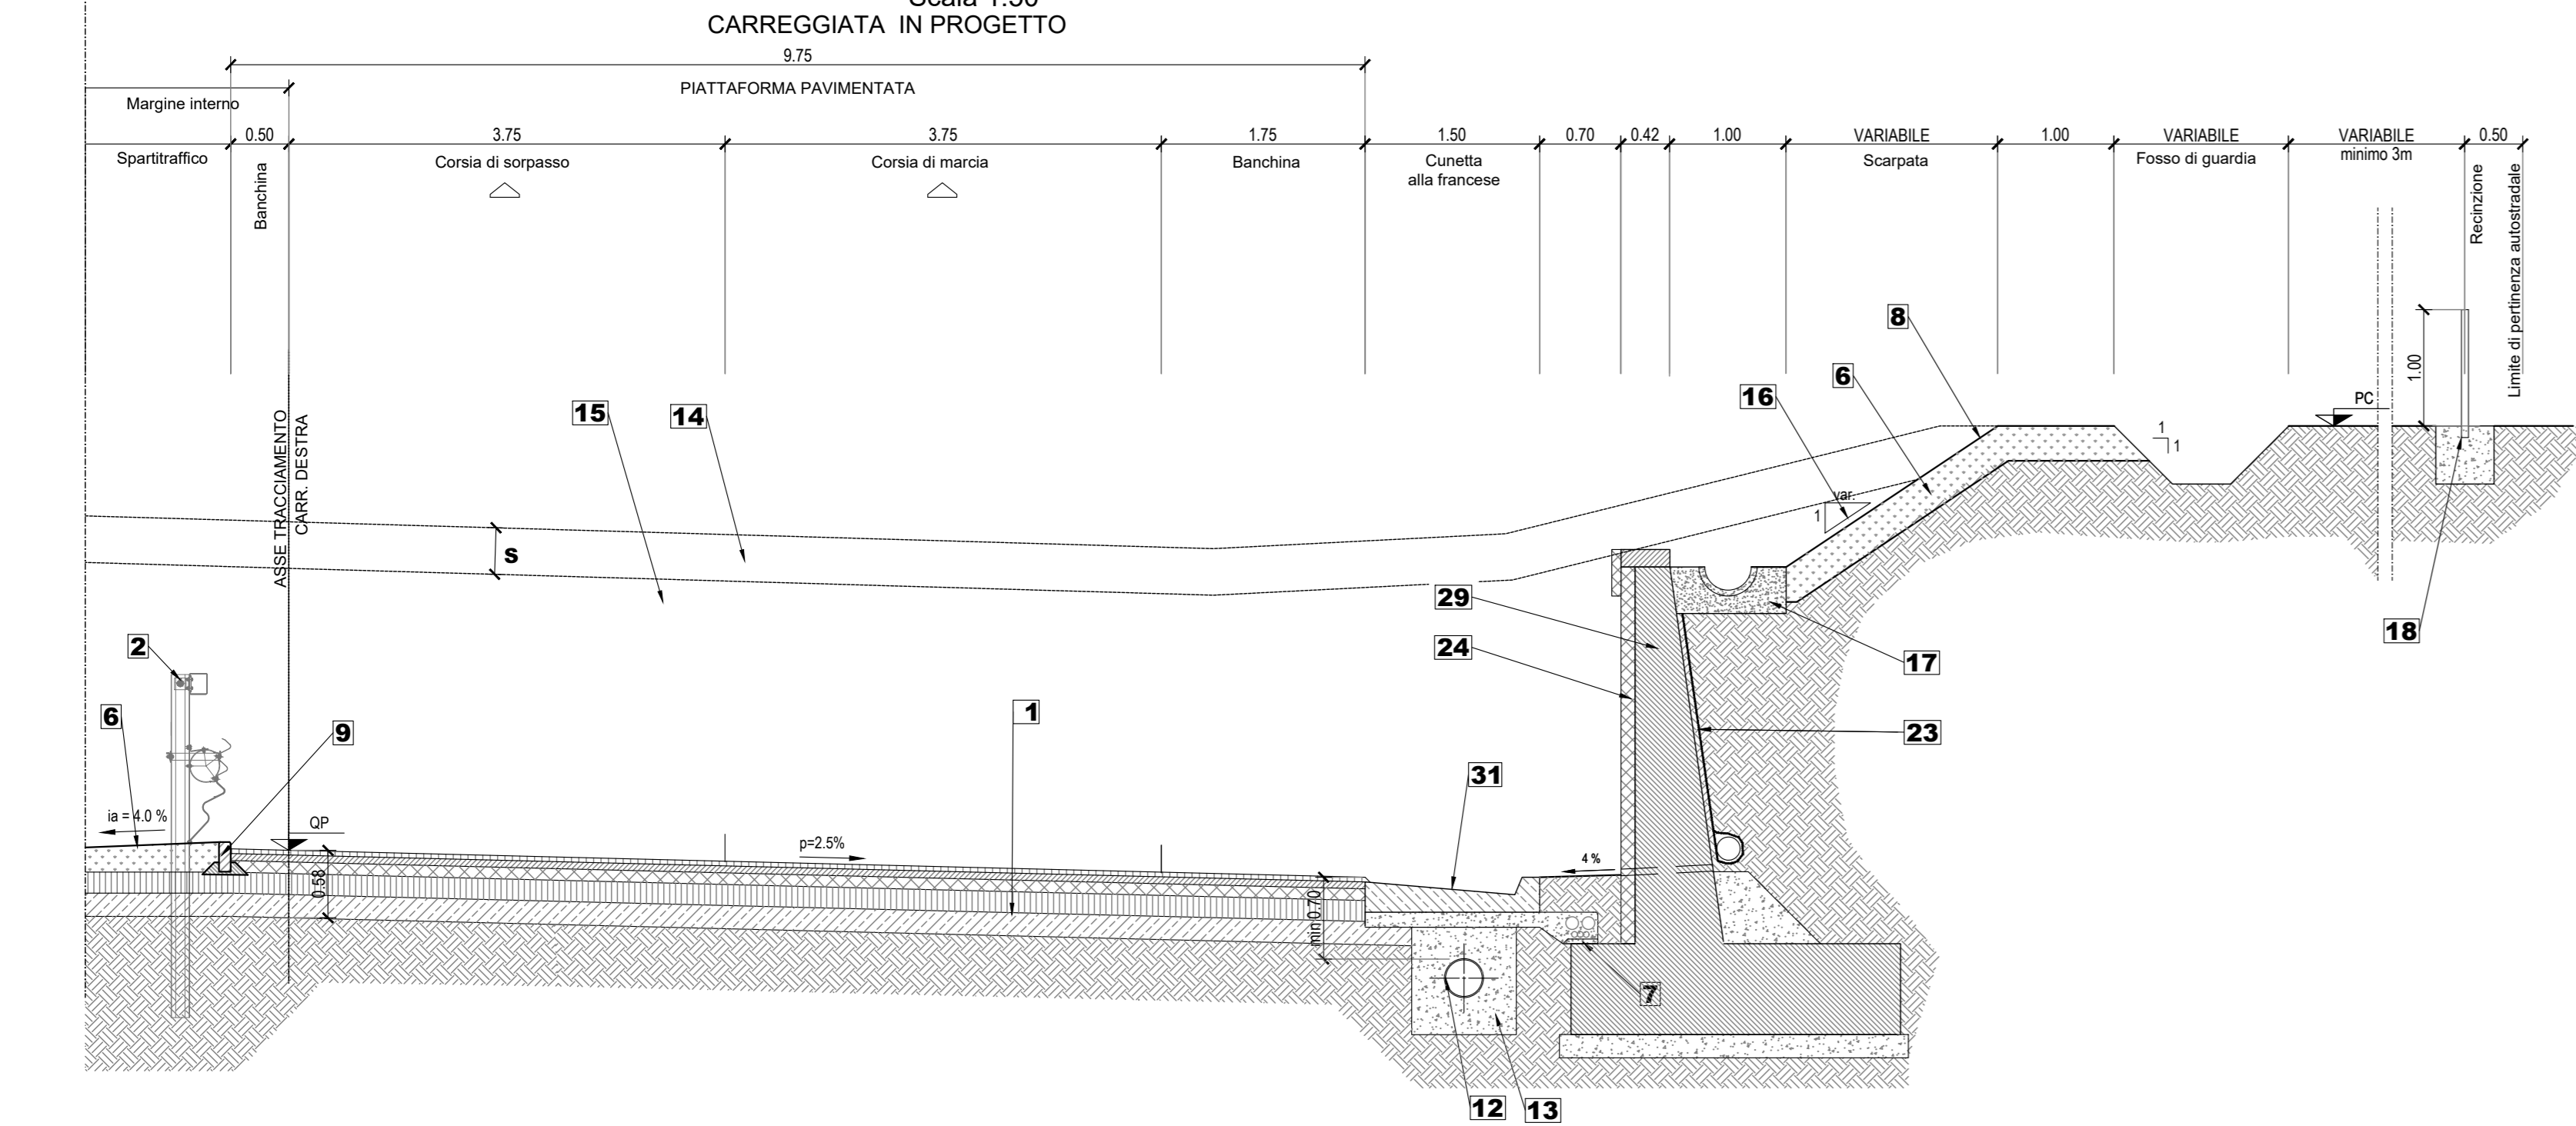 Scala 1:50
CARREGGIATA IN PROGETTO
9.75
PIATTAFORMA PAVIMENTATA
Margine interno
0.50
3.75
3.75
1.75
1.50
0.70
0.42
1.00
VARIABILE
1.00
VARIABILE
VARIABILE
0.50
Spartitraffico
Banchina
Corsia di sorpasso
Corsia di marcia
Banchina
Cunetta
alla francese
Scarpata
Fosso di guardia
minimo 3m
Recinzione
Limite di pertinenza autostradale
8
1.00
6
16
PC
15
14
ASSE TRACCIAMENTO
CARR. DESTRA
1
1
var.
1
S
29
18
2
24
17
6
1
9
23
31
ia = 4.0 %
QP
p=2.5%
4 %
0.58
min 0.70
7
12
13